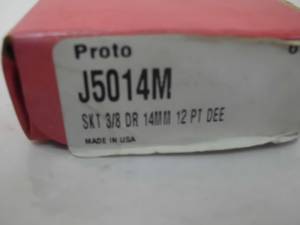 Proto
J5014M
SKT 3/8 DR 14MM 12 PT DEE
MADE IN USA